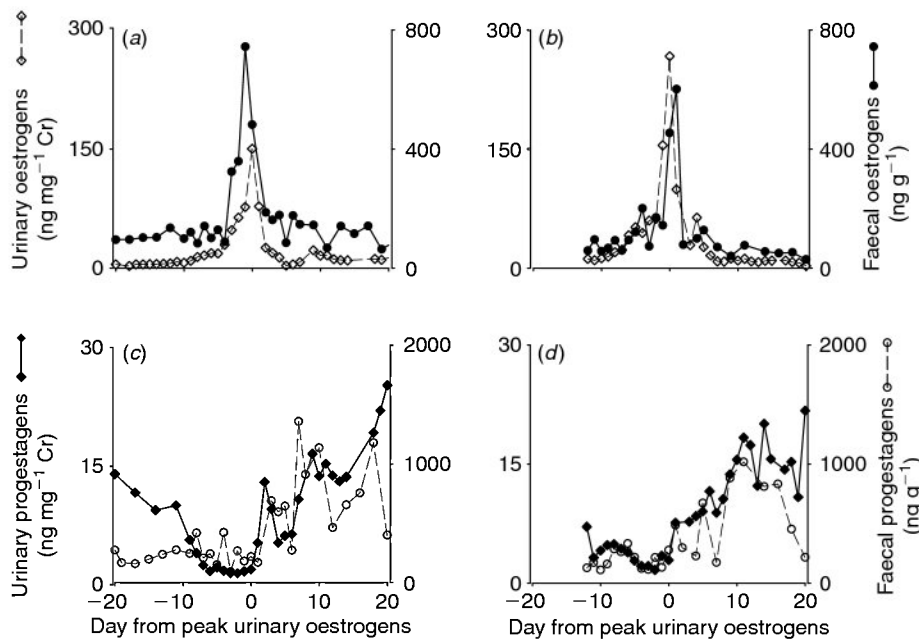 (a)
(b)
300
150
0
800
400
0
300
150
0
800
400
0
Urinary oestrogens
(ng mg⁻¹ Cr)
Faecal oestrogens
(ng g⁻¹)
(c)
(d)
30
15
0
2000
1000
0
30
15
0
2000
1000
0
Urinary progestagens
(ng mg⁻¹ Cr)
Faecal progestagens
(ng g⁻¹)
−20 −10 0 10 20
−20 −10 0 10 20
Day from peak urinary oestrogens
Day from peak urinary oestrogens